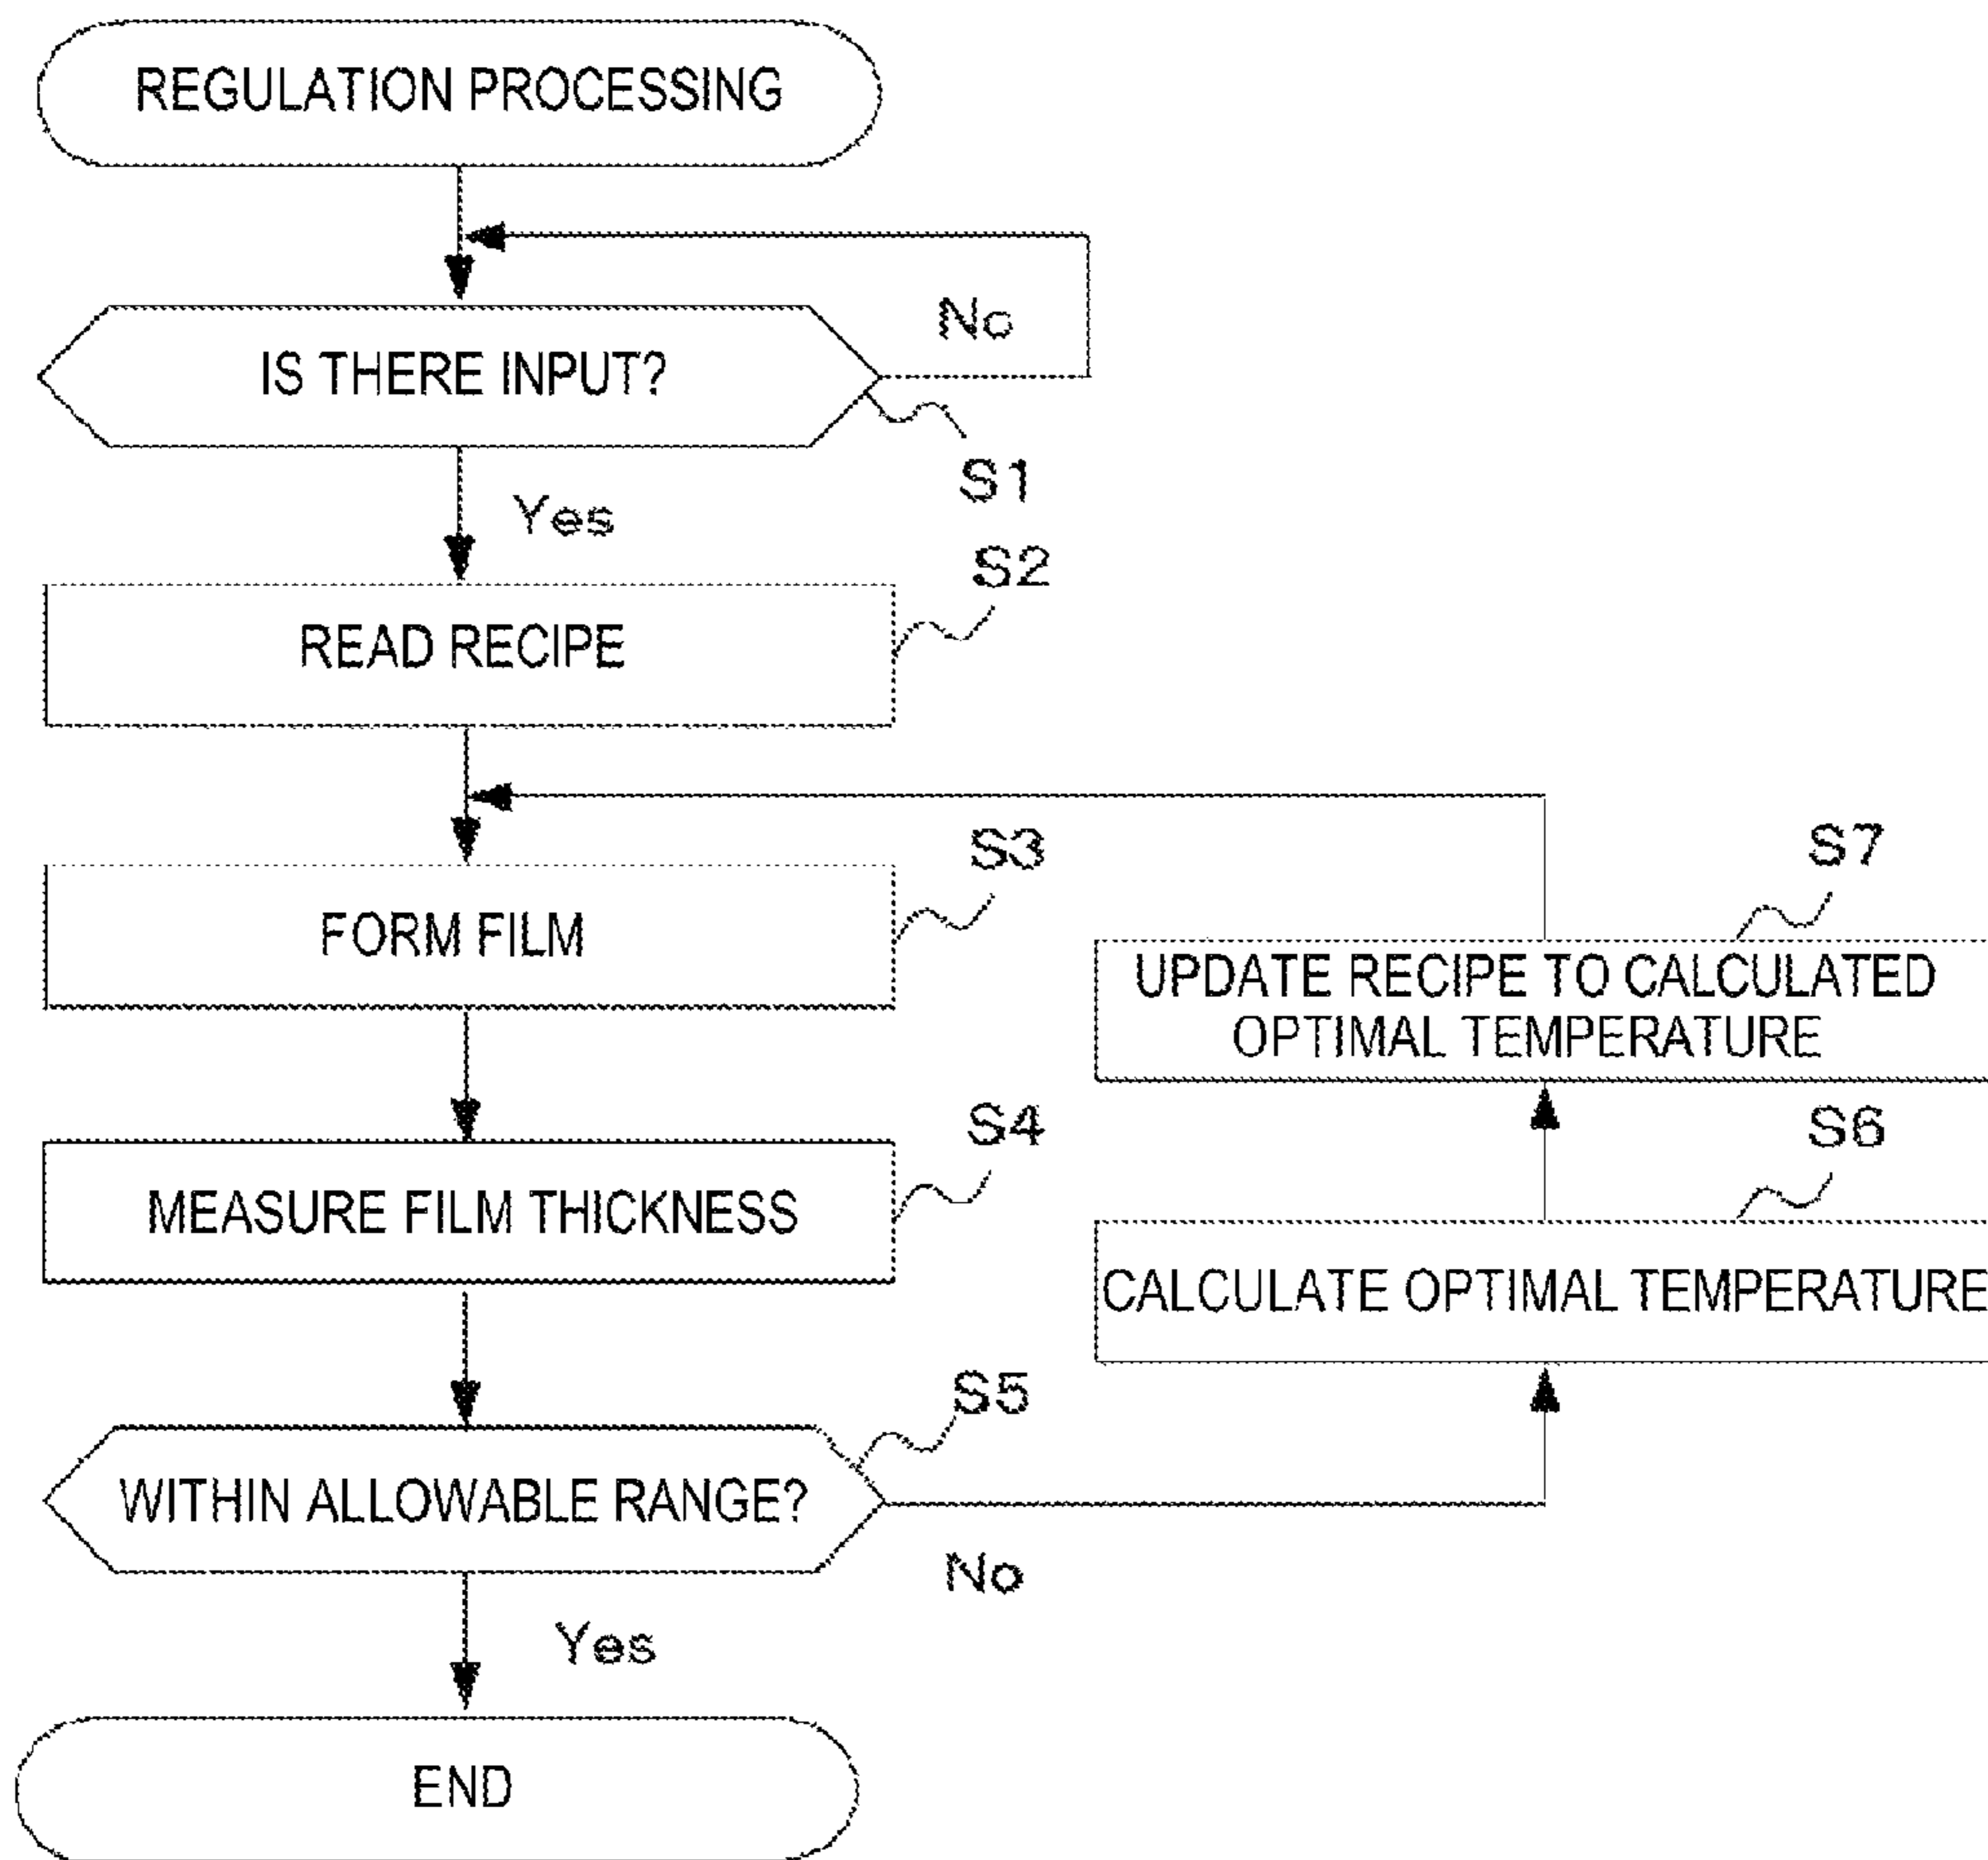 REGULATION PROCESSING
No
IS THERE INPUT?
S1
Yes
S2
READ RECIPE
S3
FORM FILM
S7
UPDATE RECIPE TO CALCULATED
OPTIMAL TEMPERATURE
S4
MEASURE FILM THICKNESS
S6
CALCULATE OPTIMAL TEMPERATURE
S5
WITHIN ALLOWABLE RANGE?
No
Yes
END